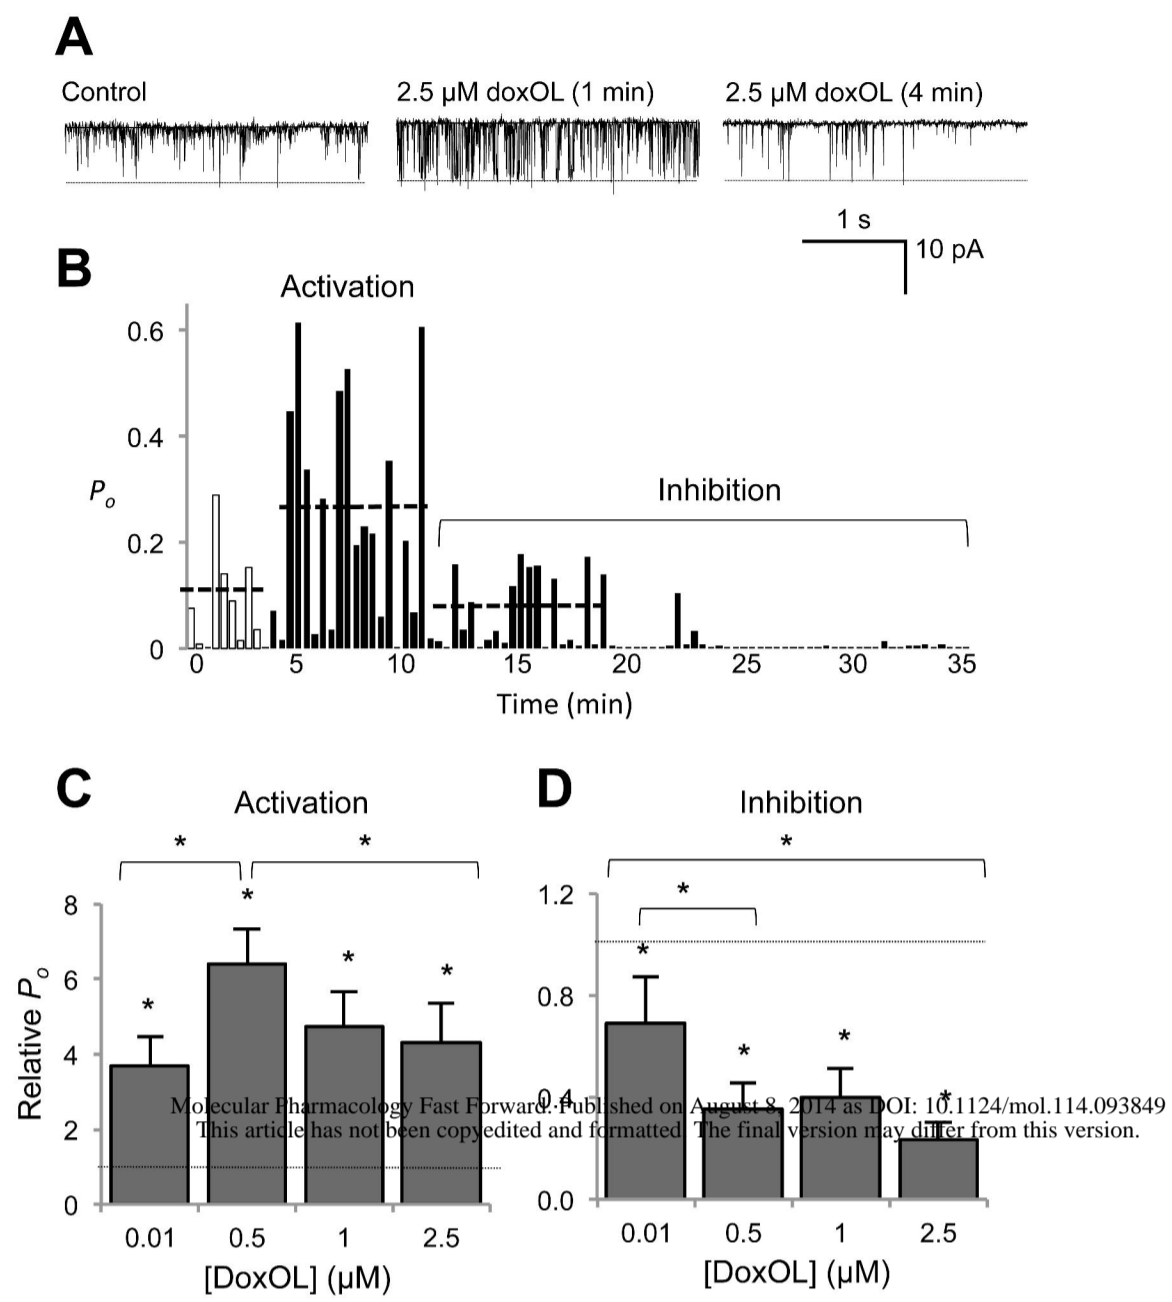 A
Control
2.5 µM doxOL (1 min)
2.5 µM doxOL (4 min)
1 s
10 pA
B
Activation
Inhibition
Po
0.6
0.4
0.2
0
0 5 10 15 20 25 30 35
Time (min)
C
Activation
*
*
*
*
*
*
Relative Po
8
6
4
2
0
0.01 0.5 1 2.5
[DoxOL] (µM)
D
Inhibition
*
*
*
*
*
*
1.2
0.8
0.4
0.0
0.01 0.5 1 2.5
[DoxOL] (µM)
Molecular Pharmacology Fast Forward. Published on August 8, 2014 as DOI: 10.1124/mol.114.093849
This article has not been copyedited and formatted. The final version may differ from this version.